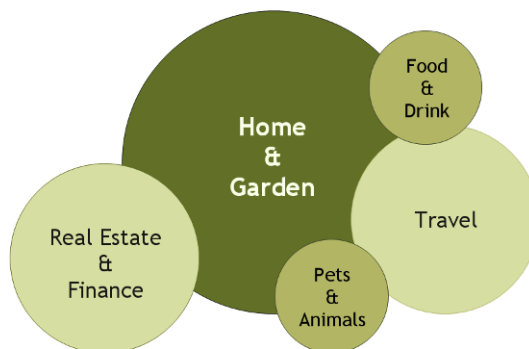 Food
&
Drink
Home
&
Garden
Travel
Real Estate
&
Finance
Pets
&
Animals